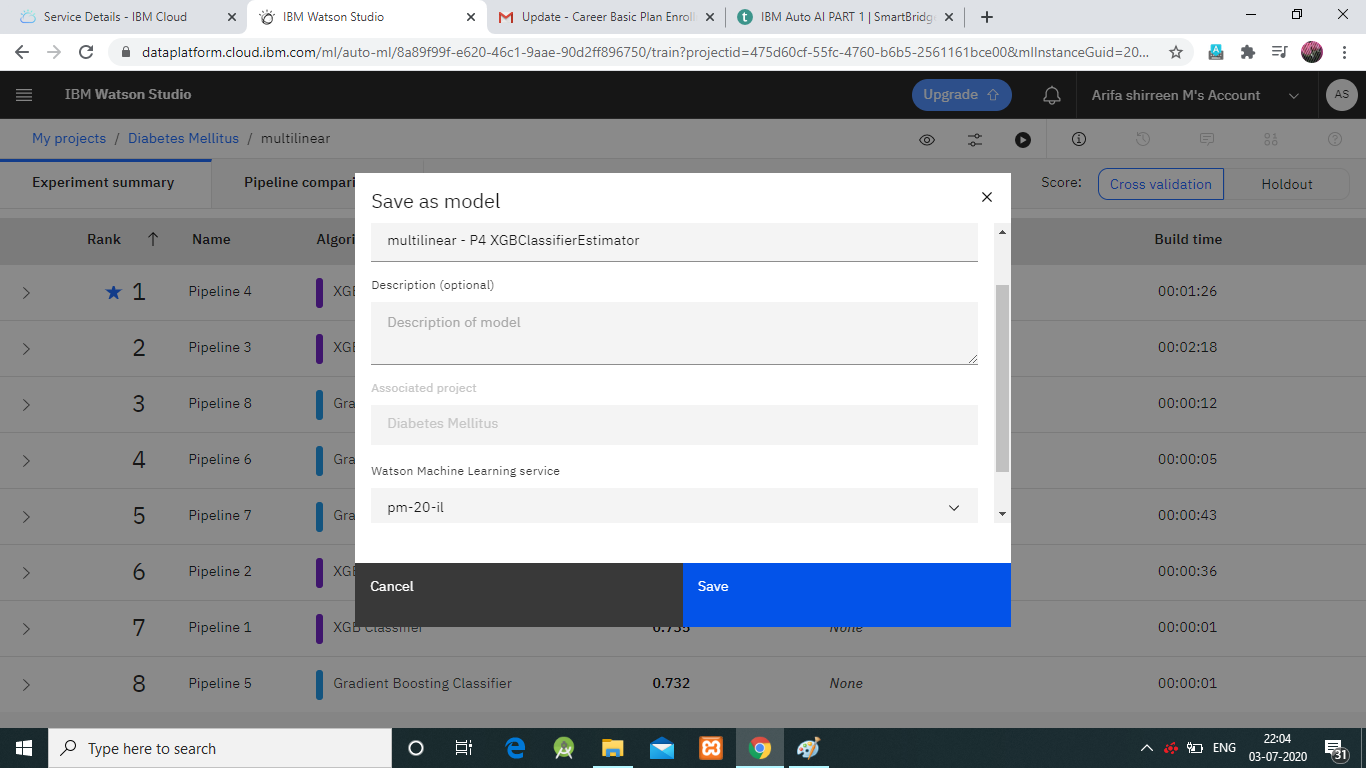 Service Details - IBM Cloud
IBM Watson Studio
Update - Career Basic Plan Enroll
IBM Auto AI PART 1 | SmartBridge
dataplatform.cloud.ibm.com/ml/auto-ml/8a89f99f-e620-46c1-9aae-90d2ff896750/train?projectid=475d60cf-55fc-4760-b6b5-2561161bce00&mlInstanceGuid=20...
IBM Watson Studio
Upgrade
Arifa shirreen M's Account
AS
My projects / Diabetes Mellitus / multilinear
Experiment summary
Pipeline compari
Score:
Cross validation
Holdout
Rank
Name
Algori
Build time
1 Pipeline 4 XGB 00:01:26
2 Pipeline 3 XGB 00:02:18
3 Pipeline 8 Gra 00:00:12
4 Pipeline 6 Gra 00:00:05
5 Pipeline 7 Gra 00:00:43
6 Pipeline 2 XGB 00:00:36
7 Pipeline 1 XGB Classifier 0.735 None 00:00:01
8 Pipeline 5 Gradient Boosting Classifier 0.732 None 00:00:01
Save as model
multilinear - P4 XGBClassifierEstimator
Description (optional)
Description of model
Associated project
Diabetes Mellitus
Watson Machine Learning service
pm-20-il
Cancel
Save
Type here to search
ENG
22:04
03-07-2020
31